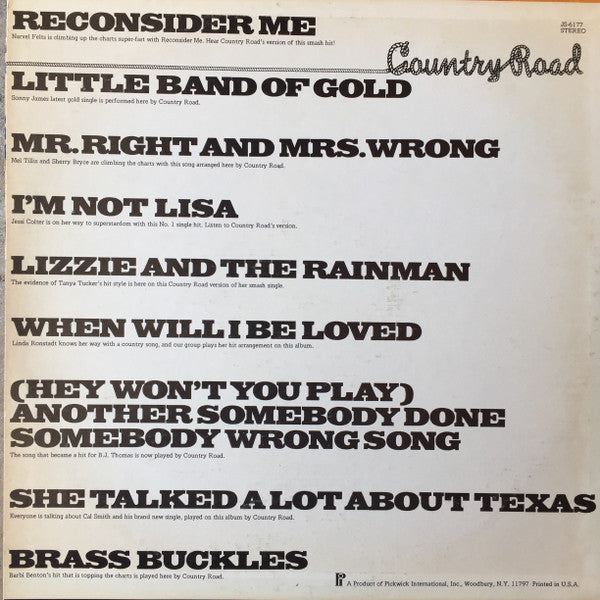 RECONSIDER ME
Narvel Felts is climbing up the charts super-fast with Reconsider Me. Hear Country Road's version of this smash hit!
JS-6177
STEREO
Country Road
LITTLE BAND OF GOLD
Sonny James latest gold single is performed here by Country Road.
MR. RIGHT AND MRS. WRONG
Mel Tillis and Sherry Bryce are climbing the charts with this song arranged here by Country Road.
I'M NOT LISA
Jessi Colter is on her way to superstardom with this No. 1 single hit. Listen to Country Road's version.
LIZZIE AND THE RAINMAN
The evidence of Tanya Tucker's hit style is here on this Country Road version of her smash single.
WHEN WILL I BE LOVED
Linda Ronstadt knows her way with a country song, and our group plays her hit arrangement on this album.
(HEY WON'T YOU PLAY)
ANOTHER SOMEBODY DONE
SOMEBODY WRONG SONG
The song that became a hit for B.J. Thomas is now played by Country Road.
SHE TALKED A LOT ABOUT TEXAS
Everyone is talking about Cal Smith and his brand new single, played on this album by Country Road.
BRASS BUCKLES
Barbi Benton's hit that is topping the charts is played here by Country Road.
P A Product of Pickwick International, Inc., Woodbury, N.Y. 11797 Printed in U.S.A.